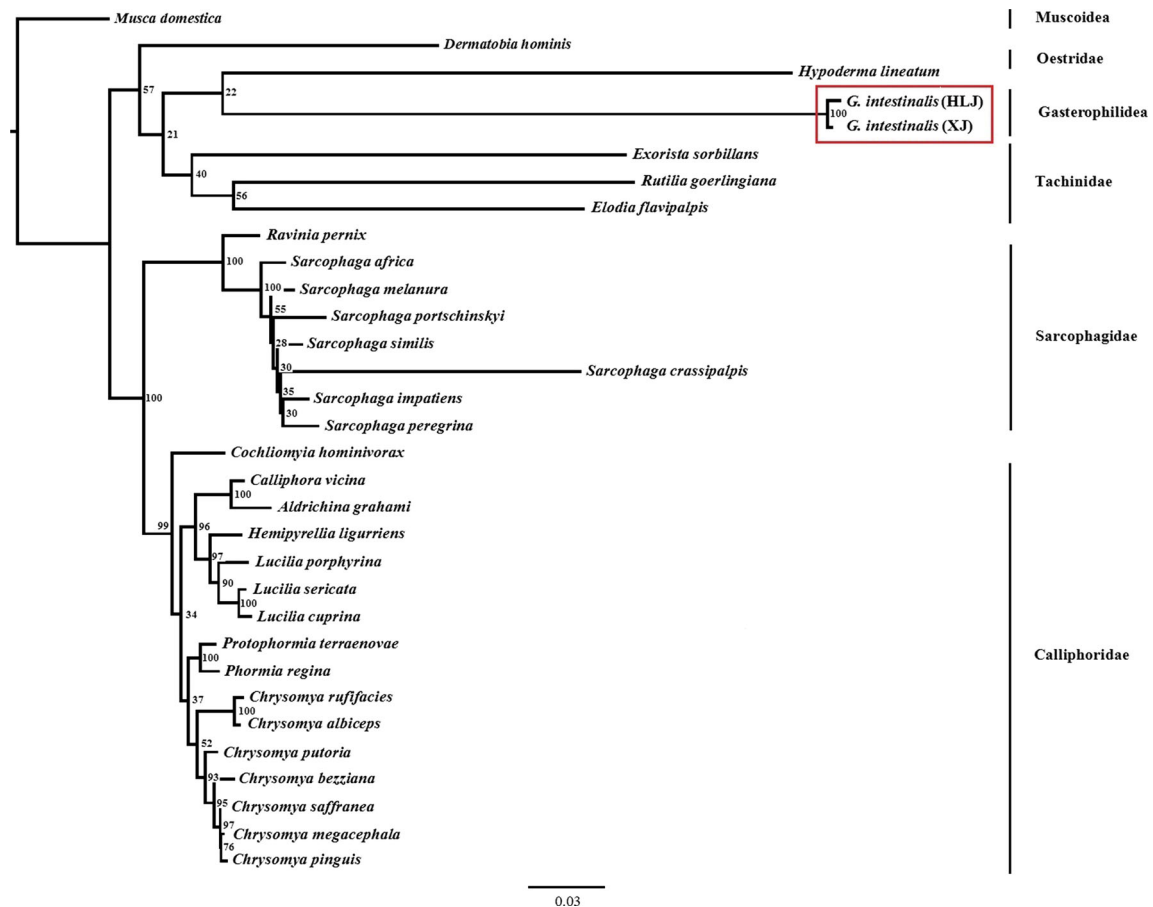 Musca domestica
Muscoidea
Dermatobia hominis
Oestridae
57
Hypoderma lineatum
22
G. intestinalis (HLJ)
100
Gasterophilidea
G. intestinalis (XJ)
21
Exorista sorbillans
40
Rutilia goerlingiana
Tachinidae
56
Elodia flavipalpis
Ravinia pernix
100
Sarcophaga africa
100
Sarcophaga melanura
55
Sarcophaga portschinskyi
28
Sarcophaga similis
Sarcophagidae
30
Sarcophaga crassipalpis
35
Sarcophaga impatiens
100
30
Sarcophaga peregrina
Cochliomyia hominivorax
Calliphora vicina
100
Aldrichina grahami
99
96
Hemipyrellia ligurriens
97
Lucilia porphyrina
90
Lucilia sericata
100
Lucilia cuprina
34
Protophormia terraenovae
100
Phormia regina
Calliphoridae
37
Chrysomya rufifacies
100
Chrysomya albiceps
52
Chrysomya putoria
93
Chrysomya bezziana
95
Chrysomya saffranea
97
Chrysomya megacephala
76
Chrysomya pinguis
0.03